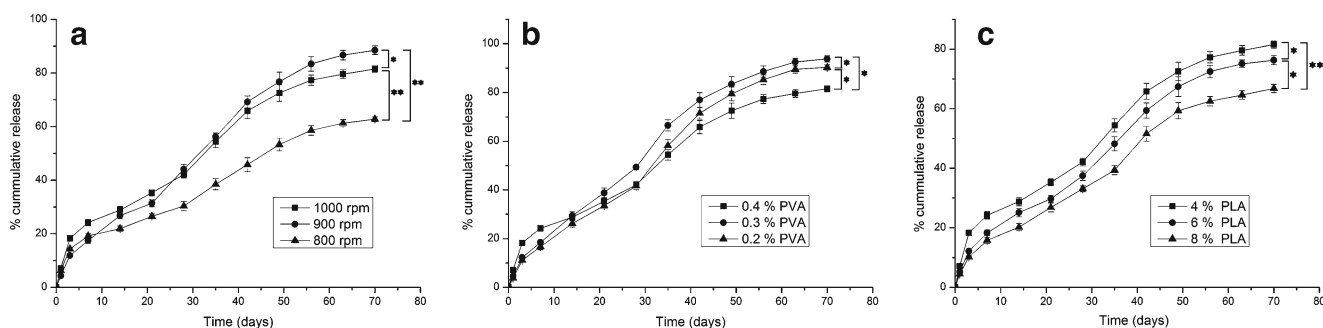 a
% cummulative release
100
80
60
40
20
0
1000 rpm
900 rpm
800 rpm
*
**
**
0 10 20 30 40 50 60 70 80
Time (days)
b
% cummulative release
100
80
60
40
20
0
0.4 % PVA
0.3 % PVA
0.2 % PVA
*
*
*
0 10 20 30 40 50 60 70 80
Time (days)
c
% cummulative release
80
60
40
20
0
4 % PLA
6 % PLA
8 % PLA
*
*
**
0 10 20 30 40 50 60 70 80
Time (days)